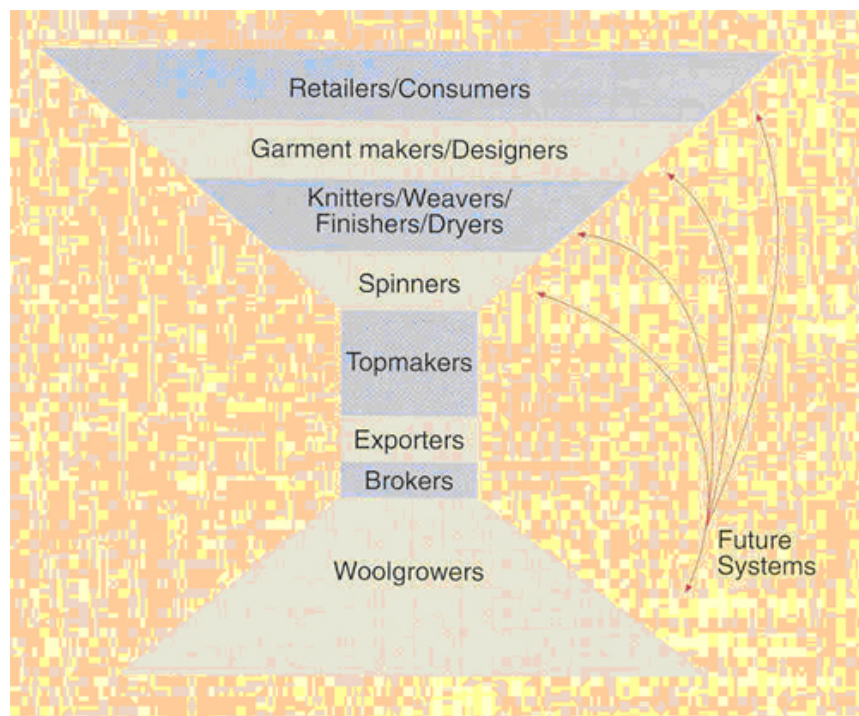 Retailers/Consumers
Garment makers/Designers
Knitters/Weavers/
Finishers/Dryers
Spinners
Topmakers
Exporters
Brokers
Woolgrowers
Future
Systems